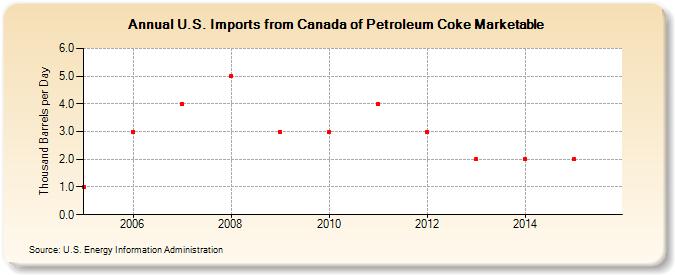 Annual U.S. Imports from Canada of Petroleum Coke Marketable
Thousand Barrels per Day
6.0
5.0
4.0
3.0
2.0
1.0
0.0
2006 2008 2010 2012 2014
Source: U.S. Energy Information Administration